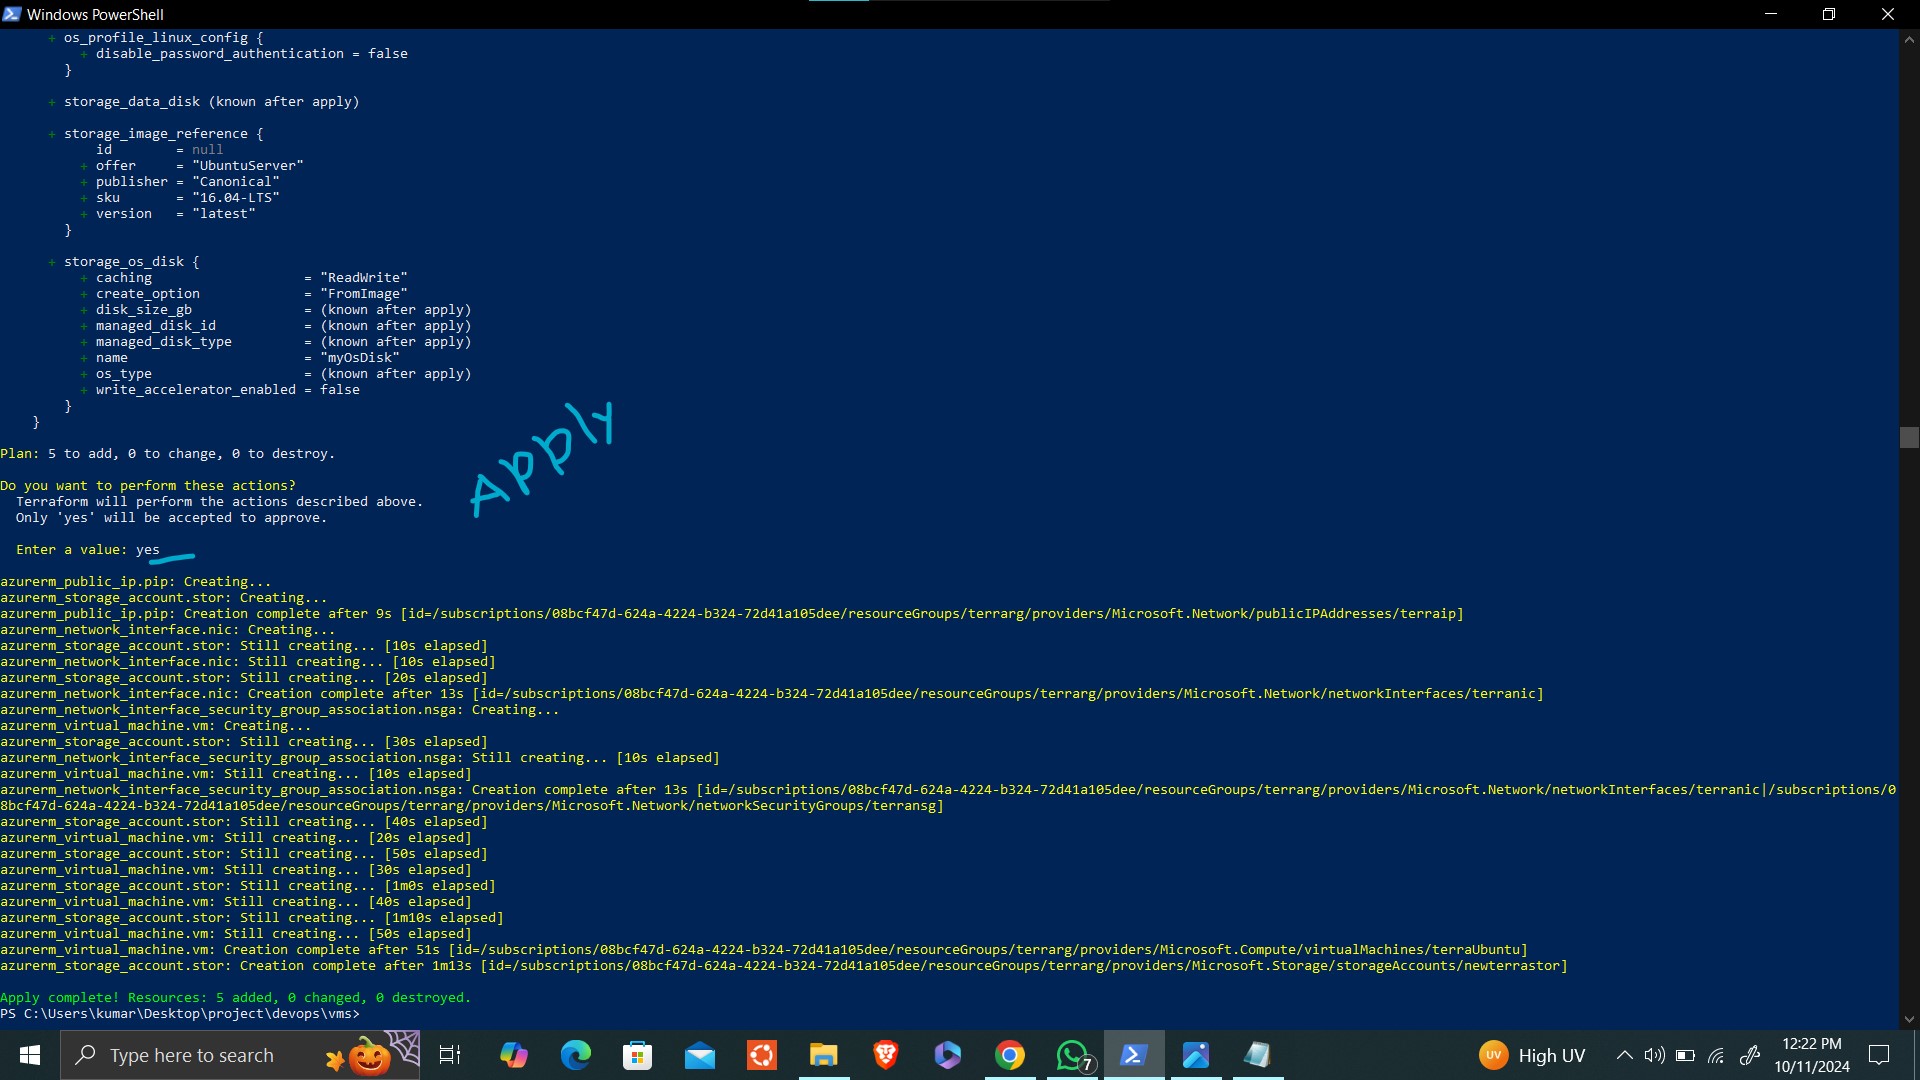 Windows PowerShell
+ os_profile_linux_config {
+ disable_password_authentication = false
}
+ storage_data_disk (known after apply)
+ storage_image_reference {
id = null
+ offer = "UbuntuServer"
+ publisher = "Canonical"
+ sku = "16.04-LTS"
+ version = "latest"
}
+ storage_os_disk {
+ caching = "ReadWrite"
+ create_option = "FromImage"
+ disk_size_gb = (known after apply)
+ managed_disk_id = (known after apply)
+ managed_disk_type = (known after apply)
+ name = "myOsDisk"
+ os_type = (known after apply)
+ write_accelerator_enabled = false
}
}
Apply
Plan: 5 to add, 0 to change, 0 to destroy.
Do you want to perform these actions?
Terraform will perform the actions described above.
Only 'yes' will be accepted to approve.
Enter a value: yes
azurerm_public_ip.pip: Creating...
azurerm_storage_account.stor: Creating...
azurerm_public_ip.pip: Creation complete after 9s [id=/subscriptions/08bcf47d-624a-4224-b324-72d41a105dee/resourceGroups/terrarg/providers/Microsoft.Network/publicIPAddresses/terraip]
azurerm_network_interface.nic: Creating...
azurerm_storage_account.stor: Still creating... [10s elapsed]
azurerm_network_interface.nic: Still creating... [10s elapsed]
azurerm_storage_account.stor: Still creating... [20s elapsed]
azurerm_network_interface.nic: Creation complete after 13s [id=/subscriptions/08bcf47d-624a-4224-b324-72d41a105dee/resourceGroups/terrarg/providers/Microsoft.Network/networkInterfaces/terranic]
azurerm_network_interface_security_group_association.nsga: Creating...
azurerm_virtual_machine.vm: Creating...
azurerm_storage_account.stor: Still creating... [30s elapsed]
azurerm_network_interface_security_group_association.nsga: Still creating... [10s elapsed]
azurerm_virtual_machine.vm: Still creating... [10s elapsed]
azurerm_network_interface_security_group_association.nsga: Creation complete after 13s [id=/subscriptions/08bcf47d-624a-4224-b324-72d41a105dee/resourceGroups/terrarg/providers/Microsoft.Network/networkInterfaces/terranic|/subscriptions/0
8bcf47d-624a-4224-b324-72d41a105dee/resourceGroups/terrarg/providers/Microsoft.Network/networkSecurityGroups/terransg]
azurerm_storage_account.stor: Still creating... [40s elapsed]
azurerm_virtual_machine.vm: Still creating... [20s elapsed]
azurerm_storage_account.stor: Still creating... [50s elapsed]
azurerm_virtual_machine.vm: Still creating... [30s elapsed]
azurerm_storage_account.stor: Still creating... [1m0s elapsed]
azurerm_virtual_machine.vm: Still creating... [40s elapsed]
azurerm_storage_account.stor: Still creating... [1m10s elapsed]
azurerm_virtual_machine.vm: Still creating... [50s elapsed]
azurerm_virtual_machine.vm: Creation complete after 51s [id=/subscriptions/08bcf47d-624a-4224-b324-72d41a105dee/resourceGroups/terrarg/providers/Microsoft.Compute/virtualMachines/terraUbuntu]
azurerm_storage_account.stor: Creation complete after 1m13s [id=/subscriptions/08bcf47d-624a-4224-b324-72d41a105dee/resourceGroups/terrarg/providers/Microsoft.Storage/storageAccounts/newterrastor]
Apply complete! Resources: 5 added, 0 changed, 0 destroyed.
PS C:\Users\kumar\Desktop\project\devops\vms>
Type here to search
7
UV
High UV
12:22 PM
10/11/2024